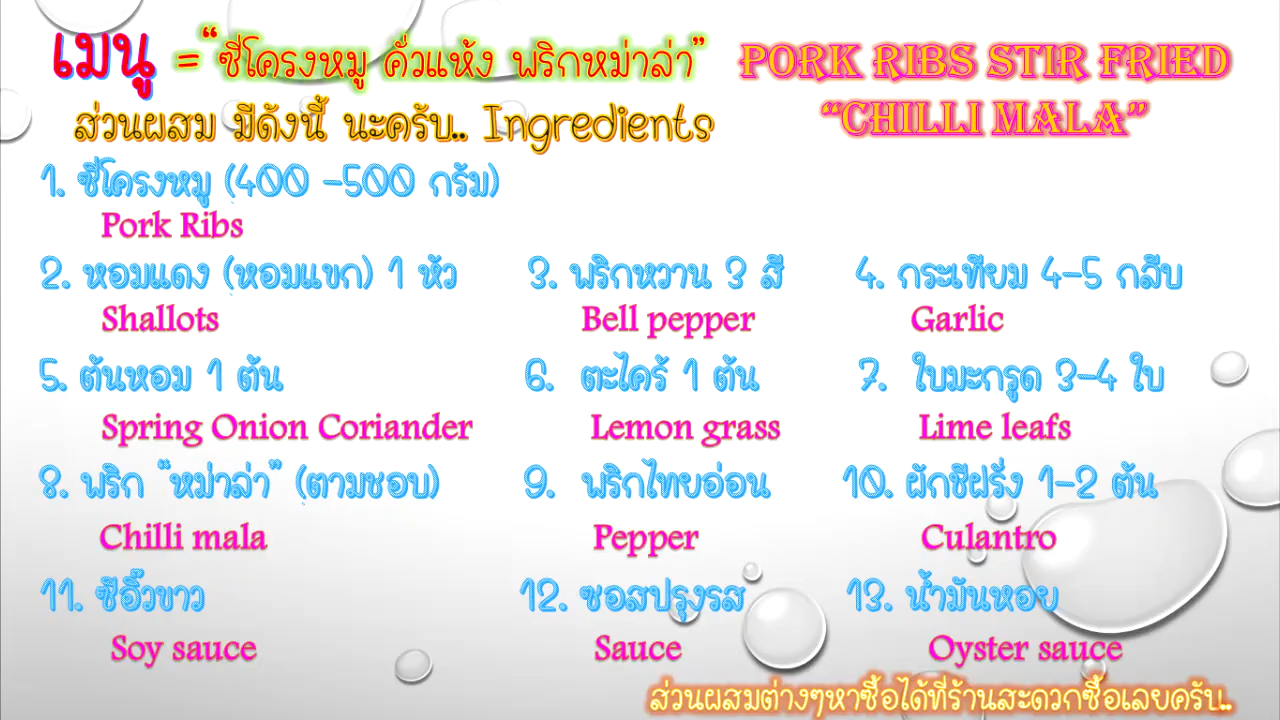 เมนู = “ซี่โครงหมู คั่วแห้ง พริกหม่าล่า”
PORK RIBS STIR FRIED
“CHILLI MALA”
ส่วนผสม มีดังนี้ นะครับ.. Ingredients
1. ซี่โครงหมู (400 -500 กรัม)
Pork Ribs
2. หอมแดง (หอมแขก) 1 หัว 3. พริกหวาน 3 สี 4. กระเทียม 4-5 กลีบ
Shallots Bell pepper Garlic
5. ต้นหอม 1 ต้น 6. ตะไคร้ 1 ต้น 7. ใบมะกรูด 3-4 ใบ
Spring Onion Coriander Lemon grass Lime leafs
8. พริก “หม่าล่า” (ตามชอบ) 9. พริกไทยอ่อน 10. ผักชีฝรั่ง 1-2 ต้น
Chilli mala Pepper Culantro
11. ซีอิ๊วขาว 12. ซอสปรุงรส 13. น้ำมันหอย
Soy sauce Sauce Oyster sauce
ส่วนผสมต่างๆหาซื้อได้ที่ร้านสะดวกซื้อเลยครับ..